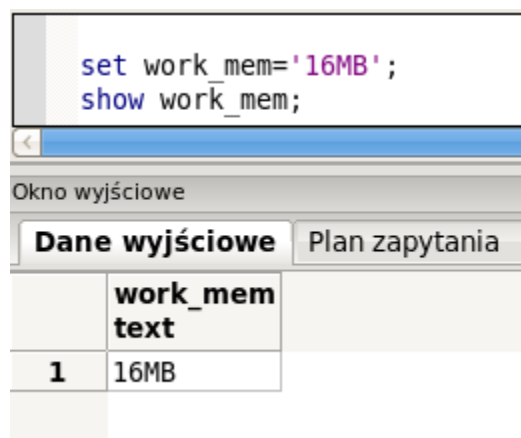 set work_mem='16MB';
show work_mem;
Okno wyjściowe
Dane wyjściowe Plan zapytania
work_mem
text
1 16MB